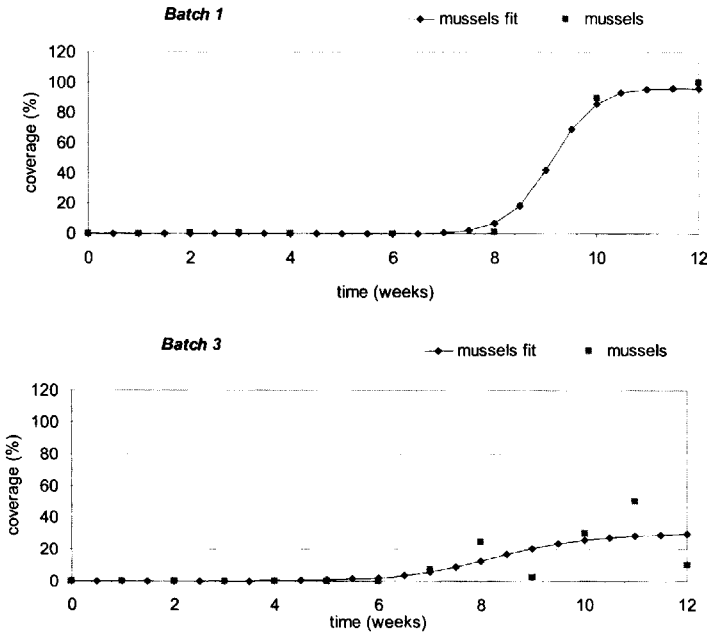 Batch 1
mussels fit
mussels
120
100
80
60
40
20
0
coverage (%)
0 2 4 6 8 10 12
time (weeks)
Batch 3
mussels fit
mussels
120
100
80
60
40
20
0
coverage (%)
0 2 4 6 8 10 12
time (weeks)